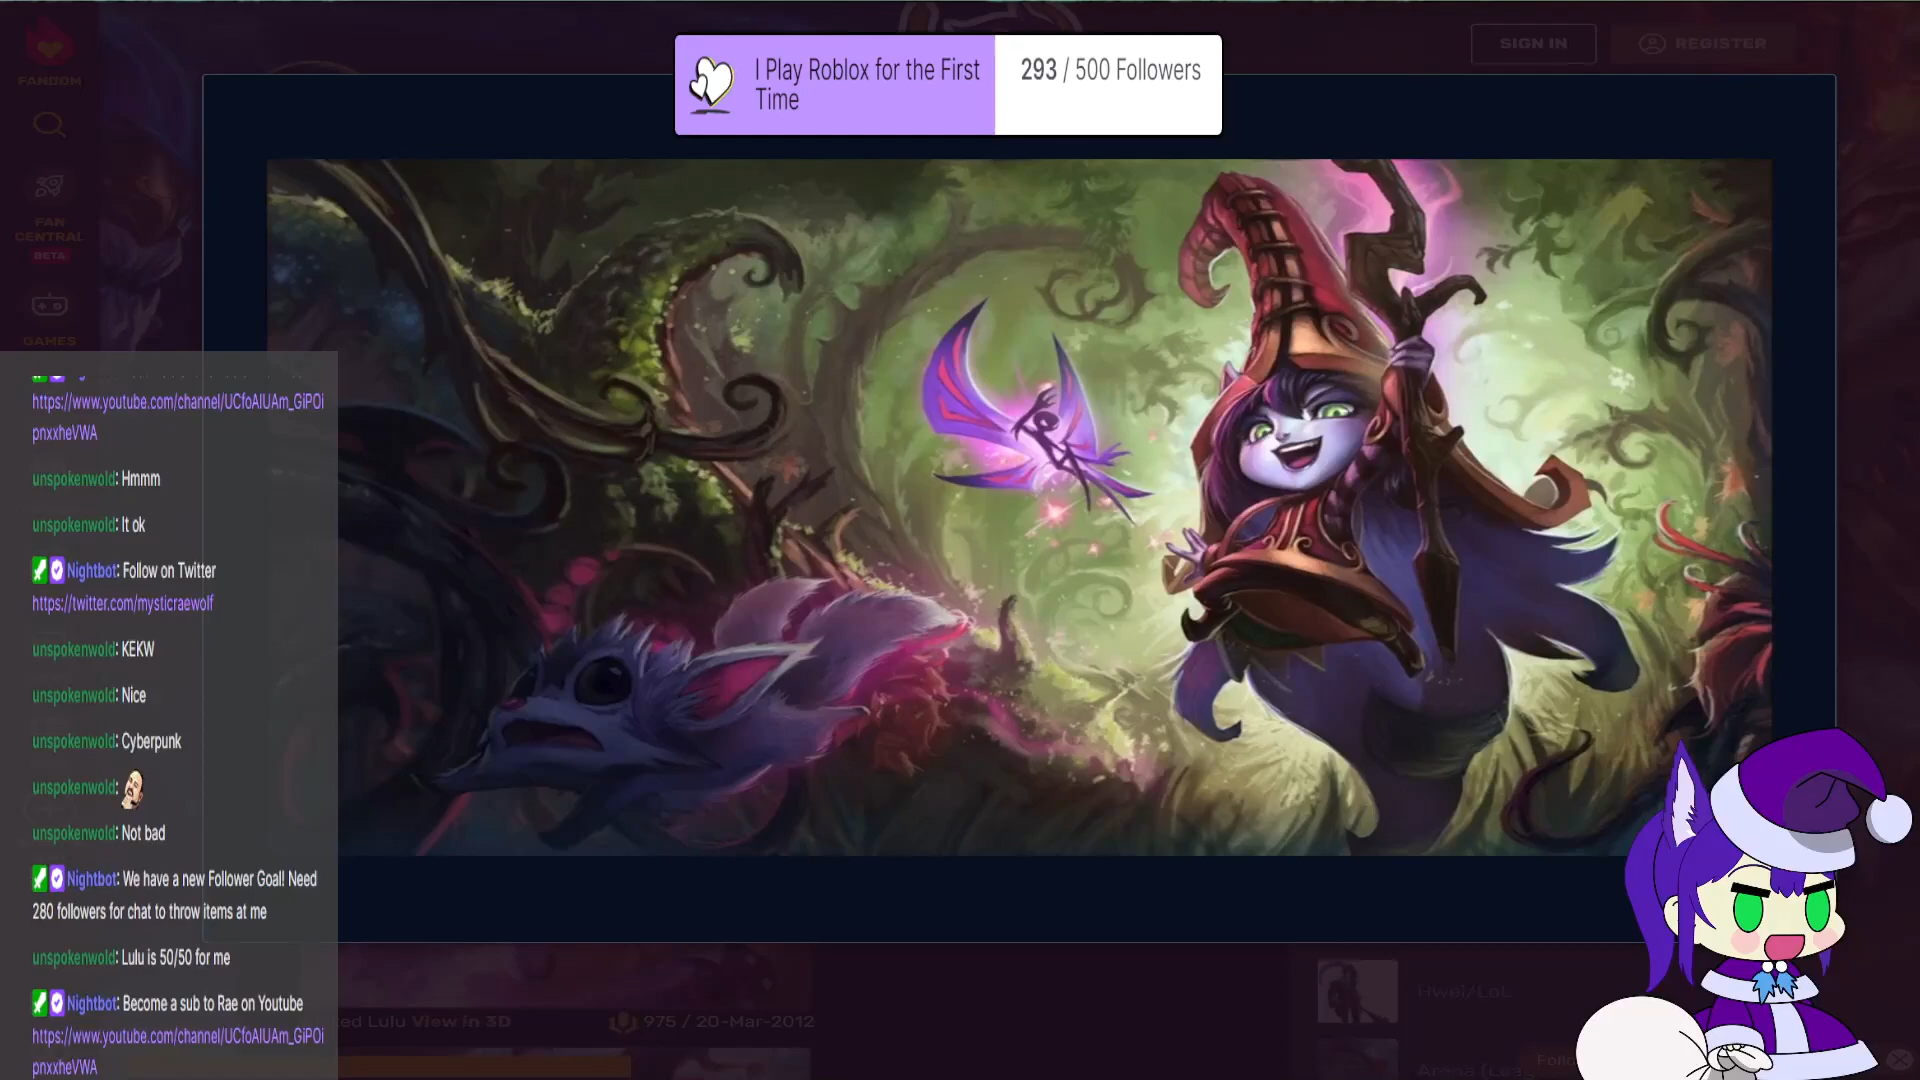 FANDOM
SIGN IN
REGISTER
I Play Roblox for the First
Time
293 / 500 Followers
FAN
CENTRAL
BETA
GAMES
https://www.youtube.com/channel/UCfoAIUAm_GiPOi
pnxxheVWA
unspokenwold: Hmmm
unspokenwold: It ok
Nightbot: Follow on Twitter
https://twitter.com/mysticraewolf
unspokenwold: KEKW
unspokenwold: Nice
unspokenwold: Cyberpunk
unspokenwold:
unspokenwold: Not bad
Nightbot: We have a new Follower Goal! Need
280 followers for chat to throw items at me
unspokenwold: Lulu is 50/50 for me
Nightbot: Become a sub to Rae on Youtube
https://www.youtube.com/channel/UCfoAIUAm_GiPOi
pnxxheVWA
Lulu View in 3D
975 / 20-Mar-2012
Hwei/LoL